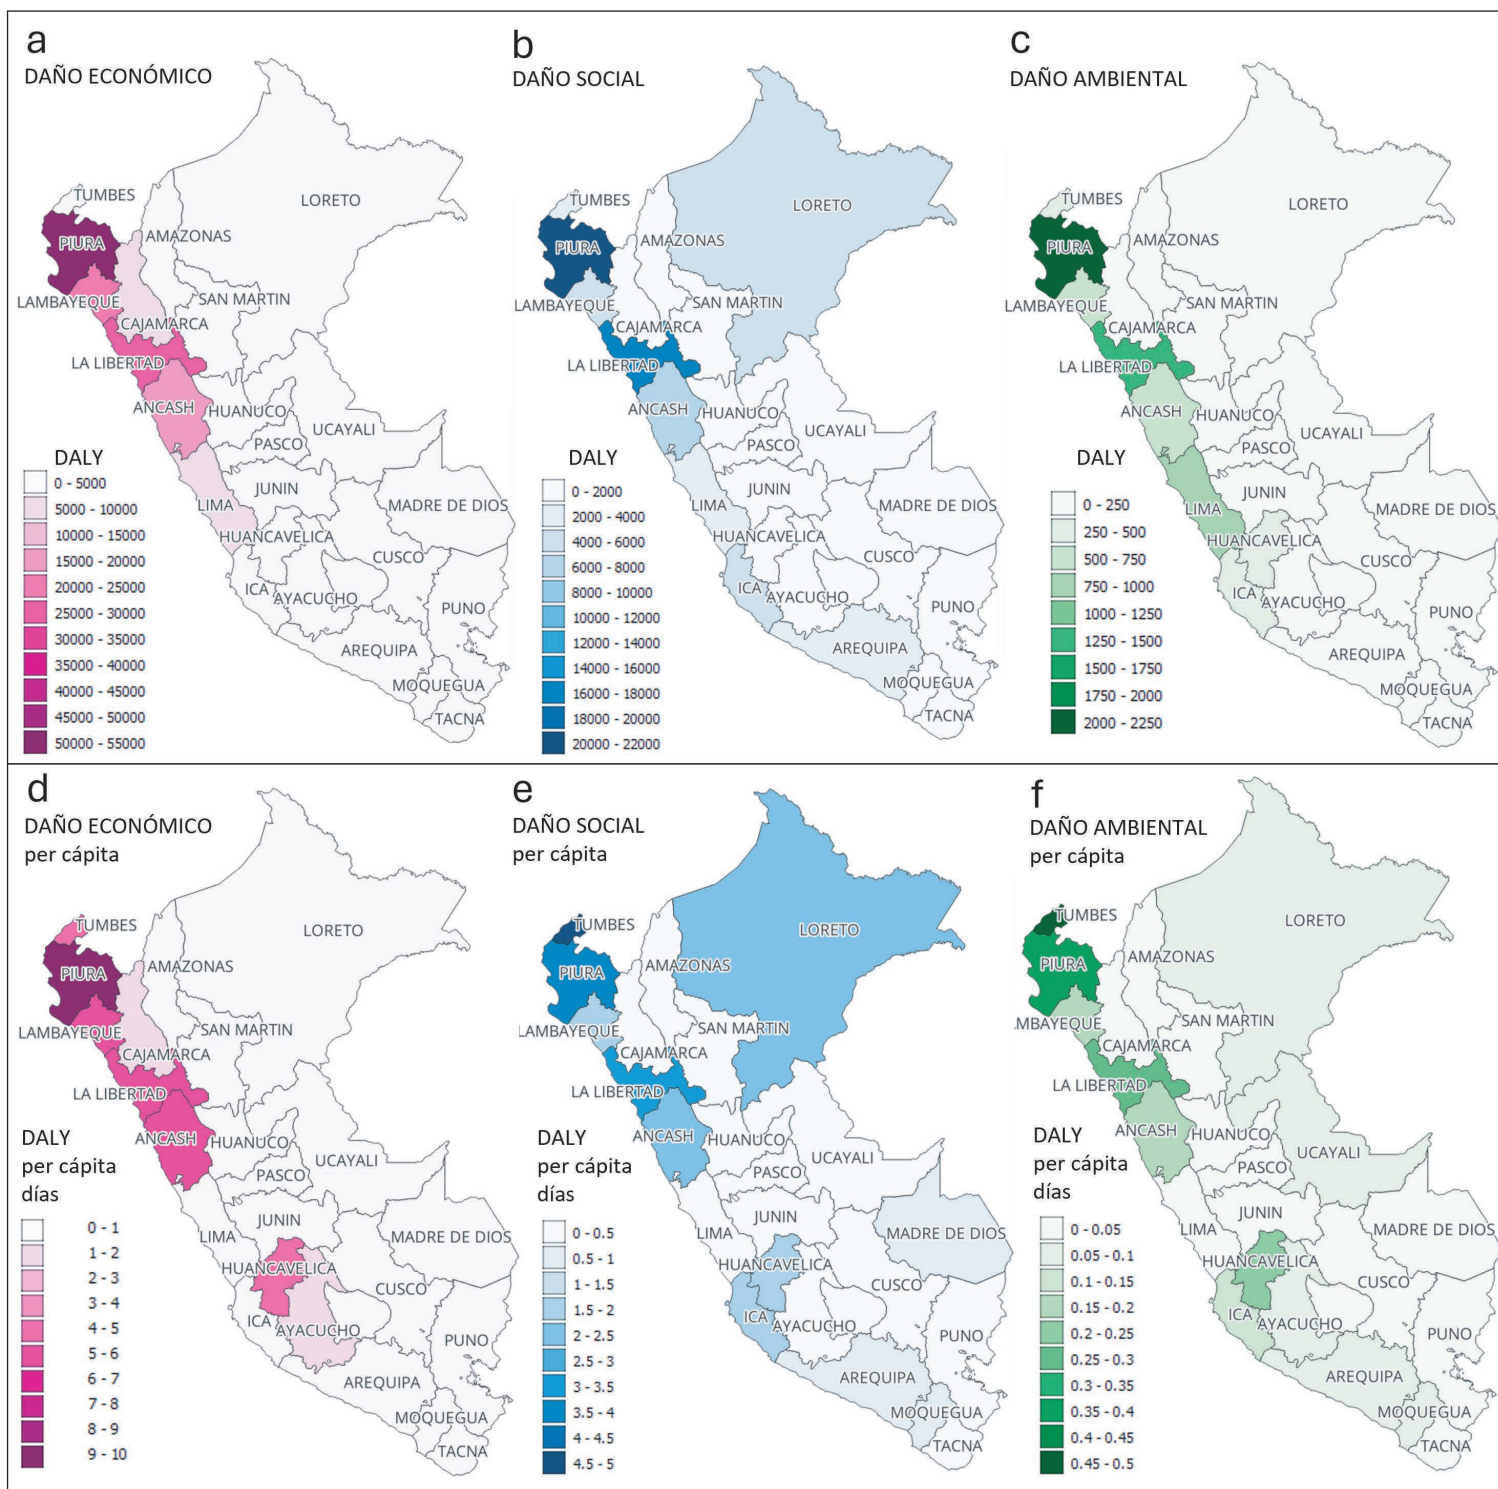 a
DAÑO ECONÓMICO
TUMBES
LORETO
PIURA
AMAZONAS
LAMBAYEQUE
SAN MARTIN
CAJAMARCA
LA LIBERTAD
ANCASH
HUANUCO
UCAYALI
PASCO
JUNIN
LIMA
MADRE DE DIOS
HUANCAVELICA
CUSCO
ICA
AYACUCHO
PUNO
AREQUIPA
MOQUEGUA
TACNA
DALY
0 - 5000
5000 - 10000
10000 - 15000
15000 - 20000
20000 - 25000
25000 - 30000
30000 - 35000
35000 - 40000
40000 - 45000
45000 - 50000
50000 - 55000
b
DAÑO SOCIAL
TUMBES
LORETO
PIURA
AMAZONAS
LAMBAYEQUE
SAN MARTIN
CAJAMARCA
LA LIBERTAD
ANCASH
HUANUCO
UCAYALI
PASCO
JUNIN
LIMA
MADRE DE DIOS
HUANCAVELICA
CUSCO
ICA
AYACUCHO
PUNO
AREQUIPA
MOQUEGUA
TACNA
DALY
0 - 2000
2000 - 4000
4000 - 6000
6000 - 8000
8000 - 10000
10000 - 12000
12000 - 14000
14000 - 16000
16000 - 18000
18000 - 20000
20000 - 22000
c
DAÑO AMBIENTAL
TUMBES
LORETO
PIURA
AMAZONAS
LAMBAYEQUE
SAN MARTIN
CAJAMARCA
LA LIBERTAD
ANCASH
HUANUCO
UCAYALI
PASCO
JUNIN
LIMA
MADRE DE DIOS
HUANCAVELICA
CUSCO
ICA
AYACUCHO
PUNO
AREQUIPA
MOQUEGUA
TACNA
DALY
0 - 250
250 - 500
500 - 750
750 - 1000
1000 - 1250
1250 - 1500
1500 - 1750
1750 - 2000
2000 - 2250
d
DAÑO ECONÓMICO
per cápita
TUMBES
LORETO
PIURA
AMAZONAS
LAMBAYEQUE
SAN MARTIN
CAJAMARCA
LA LIBERTAD
ANCASH
HUANUCO
UCAYALI
PASCO
JUNIN
LIMA
MADRE DE DIOS
HUANCAVELICA
CUSCO
ICA
AYACUCHO
PUNO
AREQUIPA
MOQUEGUA
TACNA
DALY
per cápita
días
0 - 1
1 - 2
2 - 3
3 - 4
4 - 5
5 - 6
6 - 7
7 - 8
8 - 9
9 - 10
e
DAÑO SOCIAL
per cápita
TUMBES
LORETO
PIURA
AMAZONAS
LAMBAYEQUE
SAN MARTIN
CAJAMARCA
LA LIBERTAD
ANCASH
HUANUCO
UCAYALI
PASCO
JUNIN
LIMA
MADRE DE DIOS
HUANCAVELICA
CUSCO
ICA
AYACUCHO
PUNO
AREQUIPA
MOQUEGUA
TACNA
DALY
per cápita
días
0 - 0.5
0.5 - 1
1 - 1.5
1.5 - 2
2 - 2.5
2.5 - 3
3 - 3.5
3.5 - 4
4 - 4.5
4.5 - 5
f
DAÑO AMBIENTAL
per cápita
TUMBES
LORETO
PIURA
AMAZONAS
MBAYEQUE
SAN MARTIN
CAJAMARCA
LA LIBERTAD
ANCASH
HUANUCO
UCAYALI
PASCO
JUNIN
LIMA
MADRE DE DIOS
HUANCAVELICA
CUSCO
ICA
AYACUCHO
PUNO
AREQUIPA
MOQUEGUA
TACNA
DALY
per cápita
días
0 - 0.05
0.05 - 0.1
0.1 - 0.15
0.15 - 0.2
0.2 - 0.25
0.25 - 0.3
0.3 - 0.35
0.35 - 0.4
0.4 - 0.45
0.45 - 0.5